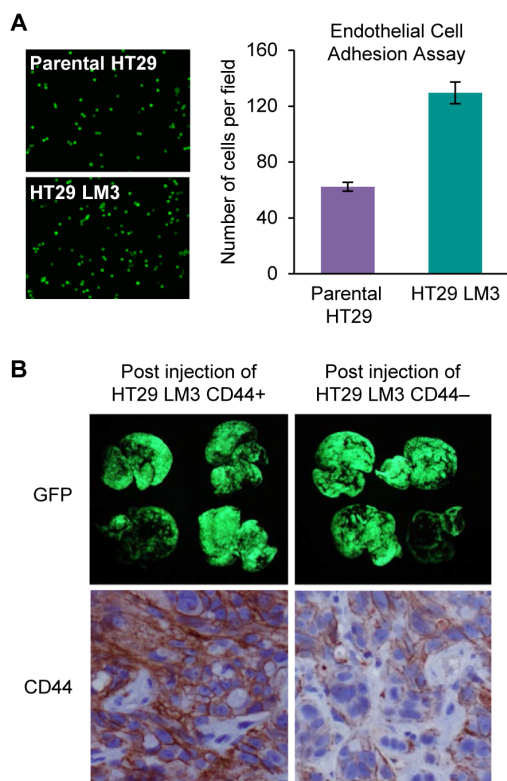 A
Parental HT29
HT29 LM3
Endothelial Cell
Adhesion Assay
Number of cells per field
160
120
80
40
0
Parental
HT29
HT29 LM3
B
Post injection of
HT29 LM3 CD44+
Post injection of
HT29 LM3 CD44–
GFP
CD44